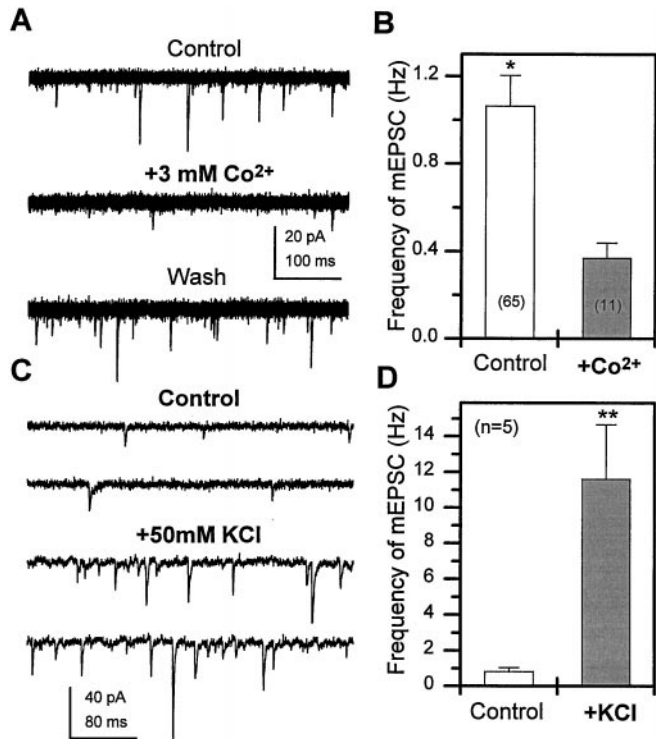 A
Control
+3 mM Co²⁺
20 pA
100 ms
Wash
B
Frequency of mEPSC (Hz)
1.2
0.8
0.4
0.0
*
(65)
(11)
Control
+Co²⁺
C
Control
+50mM KCl
40 pA
80 ms
D
Frequency of mEPSC (Hz)
14
12
10
8
6
4
2
0
(n=5)
**
Control
+KCl